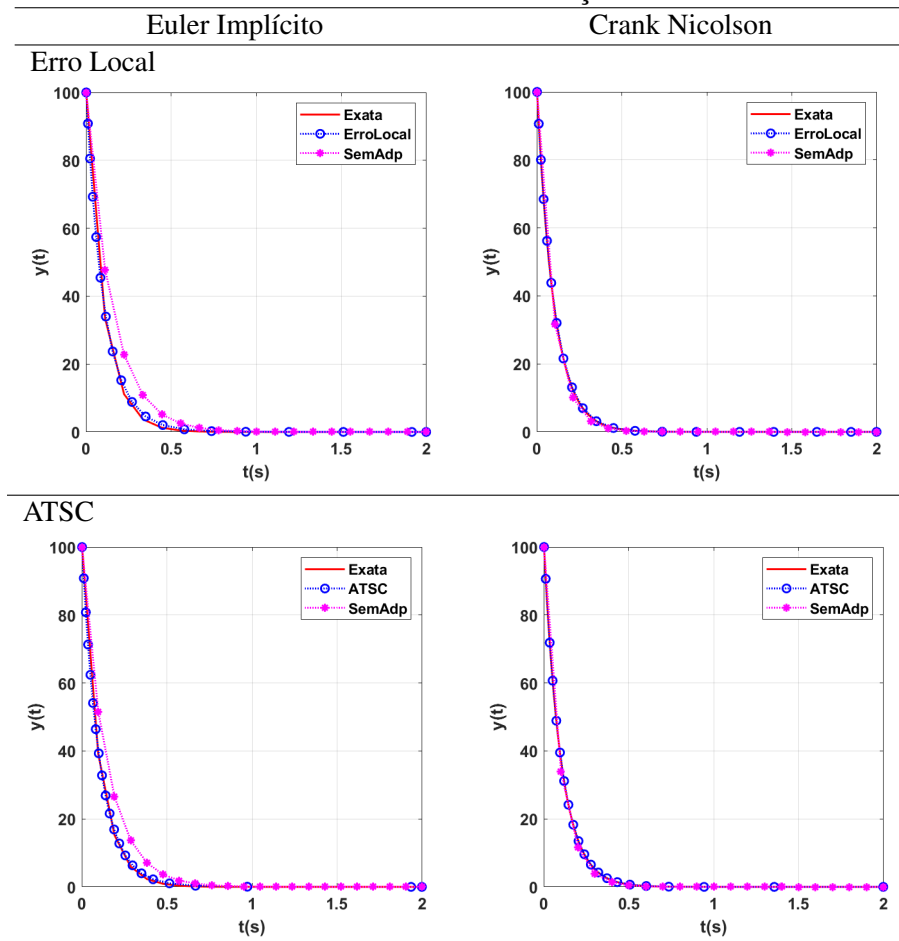 Euler Implícito Crank Nicolson
Erro Local
100
80
60
40
20
0
y(t)
0 0.5 1 1.5 2
t(s)
Exata
ErroLocal
SemAdp
100
80
60
40
20
0
y(t)
0 0.5 1 1.5 2
t(s)
Exata
ErroLocal
SemAdp
ATSC
100
80
60
40
20
0
y(t)
0 0.5 1 1.5 2
t(s)
Exata
ATSC
SemAdp
100
80
60
40
20
0
y(t)
0 0.5 1 1.5 2
t(s)
Exata
ATSC
SemAdp